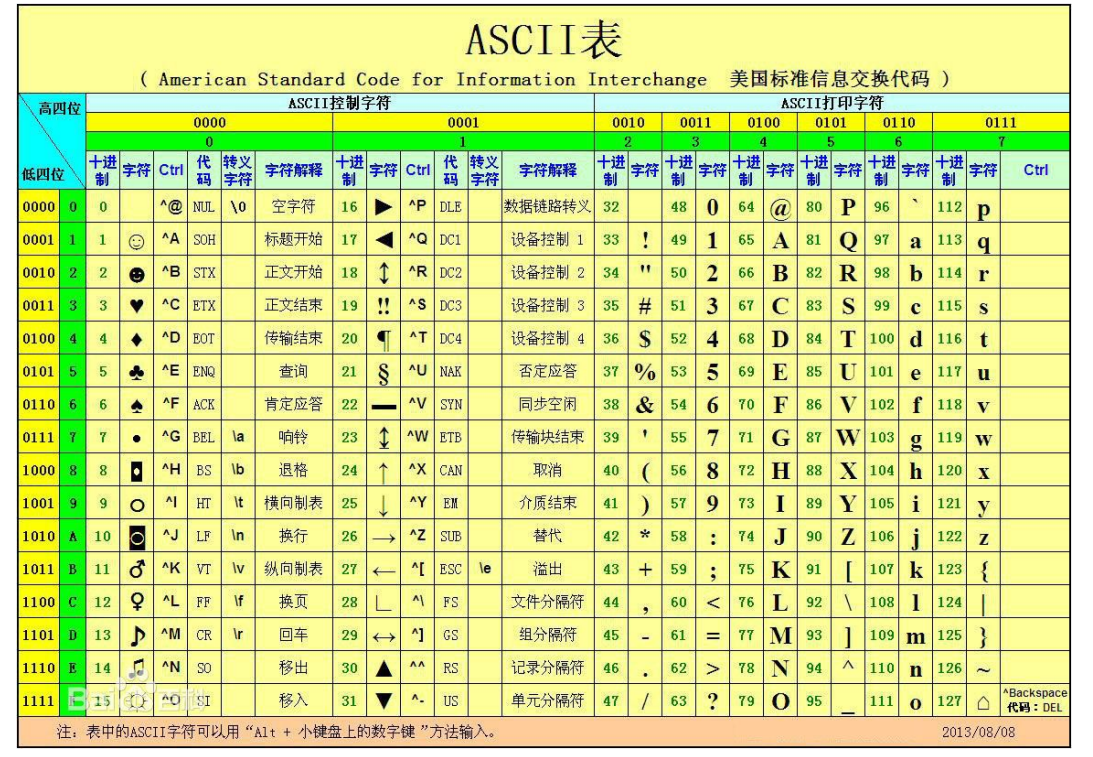 ASCII表
( American Standard Code for Information Interchange 美国标准信息交换代码 )
高四位 ASCII控制字符 ASCII打印字符
0000 0001 0010 0011 0100 0101 0110 0111
0 1 2 3 4 5 6 7
低四位 十进制 字符 Ctrl 代码 转义字符 字符解释 十进制 字符 Ctrl 代码 转义字符 字符解释 十进制 字符 十进制 字符 十进制 字符 十进制 字符 十进制 字符 十进制 字符 Ctrl
0000 0 0 ^@ NUL \0 空字符 16 ► ^P DLE 数据链路转义 32 48 0 64 @ 80 P 96 ` 112 p
0001 1 1 ☺ ^A SOH 标题开始 17 ◄ ^Q DC1 设备控制 1 33 ! 49 1 65 A 81 Q 97 a 113 q
0010 2 2 ☻ ^B STX 正文开始 18 ↕ ^R DC2 设备控制 2 34 " 50 2 66 B 82 R 98 b 114 r
0011 3 3 ♥ ^C ETX 正文结束 19 ‼ ^S DC3 设备控制 3 35 # 51 3 67 C 83 S 99 c 115 s
0100 4 4 ♦ ^D EOT 传输结束 20 ¶ ^T DC4 设备控制 4 36 $ 52 4 68 D 84 T 100 d 116 t
0101 5 5 ♣ ^E ENQ 查询 21 § ^U NAK 否定应答 37 % 53 5 69 E 85 U 101 e 117 u
0110 6 6 ♠ ^F ACK 肯定应答 22 ▬ ^V SYN 同步空闲 38 & 54 6 70 F 86 V 102 f 118 v
0111 7 7 • ^G BEL \a 响铃 23 ↨ ^W ETB 传输块结束 39 ' 55 7 71 G 87 W 103 g 119 w
1000 8 8 ◘ ^H BS \b 退格 24 ↑ ^X CAN 取消 40 ( 56 8 72 H 88 X 104 h 120 x
1001 9 9 ○ ^I HT \t 横向制表 25 ↓ ^Y EM 介质结束 41 ) 57 9 73 I 89 Y 105 i 121 y
1010 A 10 ◙ ^J LF \n 换行 26 → ^Z SUB 替代 42 * 58 : 74 J 90 Z 106 j 122 z
1011 B 11 ♂ ^K VT \v 纵向制表 27 ← ^[ ESC \e 溢出 43 + 59 ; 75 K 91 [ 107 k 123 {
1100 C 12 ♀ ^L FF \f 换页 28 ∟ ^\ FS 文件分隔符 44 , 60 < 76 L 92 \ 108 l 124 |
1101 D 13 ♪ ^M CR \r 回车 29 ↔ ^] GS 组分隔符 45 - 61 = 77 M 93 ] 109 m 125 }
1110 E 14 ♫ ^N SO 移出 30 ▲ ^^ RS 记录分隔符 46 . 62 > 78 N 94 ^ 110 n 126 ~
1111 15 ☼ ^O SI 移入 31 ▼ ^- US 单元分隔符 47 / 63 ? 79 O 95 _ 111 o 127 ⌂ ^Backspace 代码：DEL
Bai 百科
注：表中的ASCII字符可以用“Alt + 小键盘上的数字键”方法输入。 2013/08/08